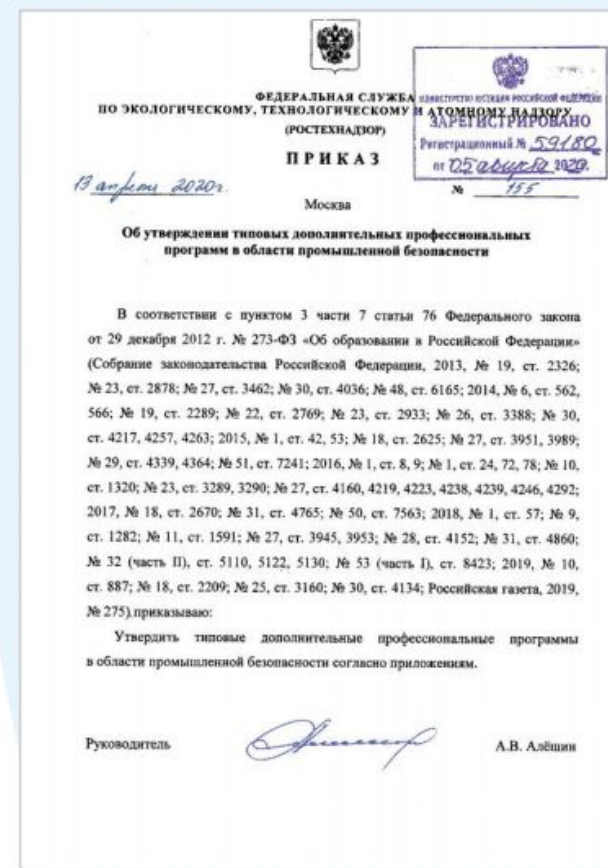 МИНИСТЕРСТВО ЮСТИЦИИ РОССИЙСКОЙ ФЕДЕРАЦИИ
ЗАРЕГИСТРИРОВАНО
Регистрационный № 59180
от 05 августа 2020.
ФЕДЕРАЛЬНАЯ СЛУЖБА
ПО ЭКОЛОГИЧЕСКОМУ, ТЕХНОЛОГИЧЕСКОМУ И АТОМНОМУ НАДЗОРУ
(РОСТЕХНАДЗОР)
ПРИКАЗ
13 апреля 2020г.
№ 155
Москва
Об утверждении типовых дополнительных профессиональных
программ в области промышленной безопасности
В соответствии с пунктом 3 части 7 статьи 76 Федерального закона
от 29 декабря 2012 г. № 273-ФЗ «Об образовании в Российской Федерации»
(Собрание законодательства Российской Федерации, 2013, № 19, ст. 2326;
№ 23, ст. 2878; № 27, ст. 3462; № 30, ст. 4036; № 48, ст. 6165; 2014, № 6, ст. 562,
566; № 19, ст. 2289; № 22, ст. 2769; № 23, ст. 2933; № 26, ст. 3388; № 30,
ст. 4217, 4257, 4263; 2015, № 1, ст. 42, 53; № 18, ст. 2625; № 27, ст. 3951, 3989;
№ 29, ст. 4339, 4364; № 51, ст. 7241; 2016, № 1, ст. 8, 9; № 1, ст. 24, 72, 78; № 10,
ст. 1320; № 23, ст. 3289, 3290; № 27, ст. 4160, 4219, 4223, 4238, 4239, 4246, 4292;
2017, № 18, ст. 2670; № 31, ст. 4765; № 50, ст. 7563; 2018, № 1, ст. 57; № 9,
ст. 1282; № 11, ст. 1591; № 27, ст. 3945, 3953; № 28, ст. 4152; № 31, ст. 4860;
№ 32 (часть II), ст. 5110, 5122, 5130; № 53 (часть I), ст. 8423; 2019, № 10,
ст. 887; № 18, ст. 2209; № 25, ст. 3160; № 30, ст. 4134; Российская газета, 2019,
№ 275) приказываю:
Утвердить типовые дополнительные профессиональные программы
в области промышленной безопасности согласно приложениям.
Руководитель
А.В. Алёшин